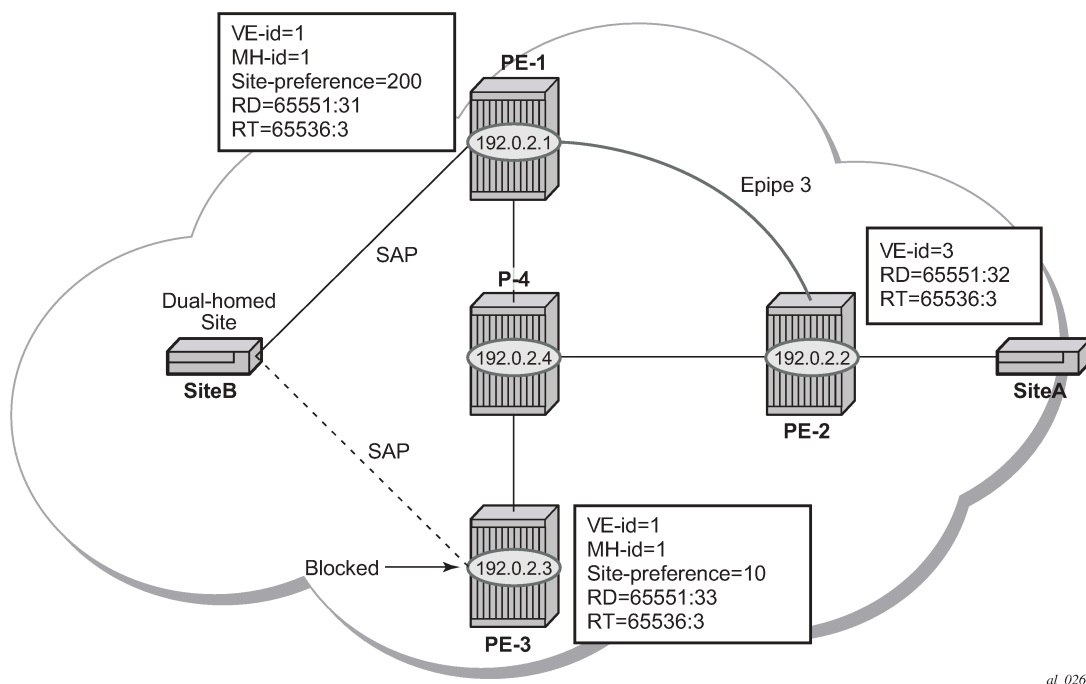 VE-id=1
MH-id=1
Site-preference=200
RD=65551:31
RT=65536:3
PE-1
192.0.2.1
Epipe 3
SAP
VE-id=3
RD=65551:32
RT=65536:3
P-4
Dual-homed
Site
192.0.2.4
192.0.2.2
SiteB
SiteA
PE-2
SAP
VE-id=1
MH-id=1
Site-preference=10
RD=65551:33
RT=65536:3
Blocked
192.0.2.3
PE-3
al_026